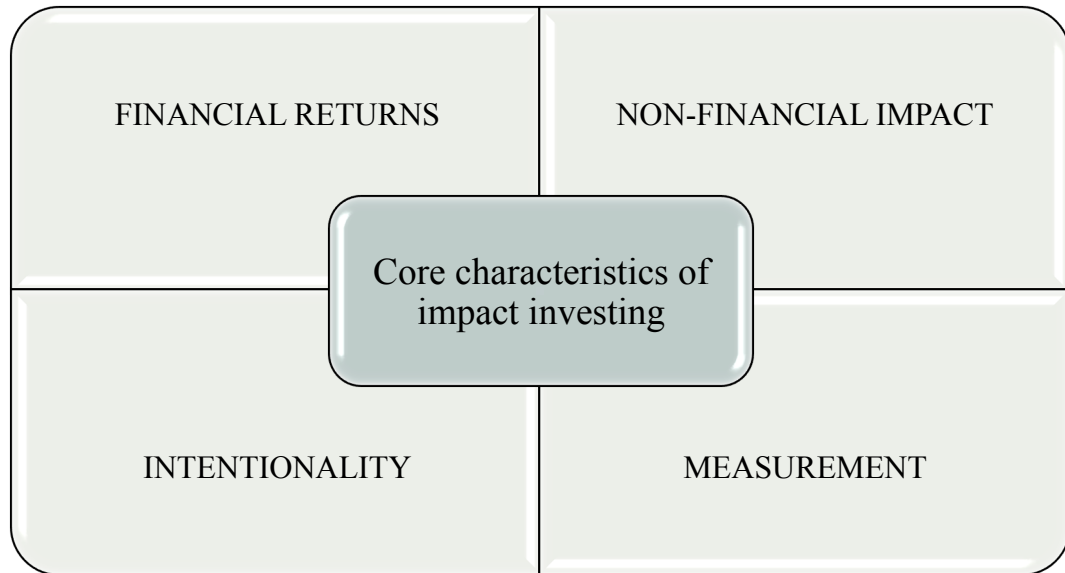 FINANCIAL RETURNS
NON-FINANCIAL IMPACT
Core characteristics of
impact investing
INTENTIONALITY
MEASUREMENT